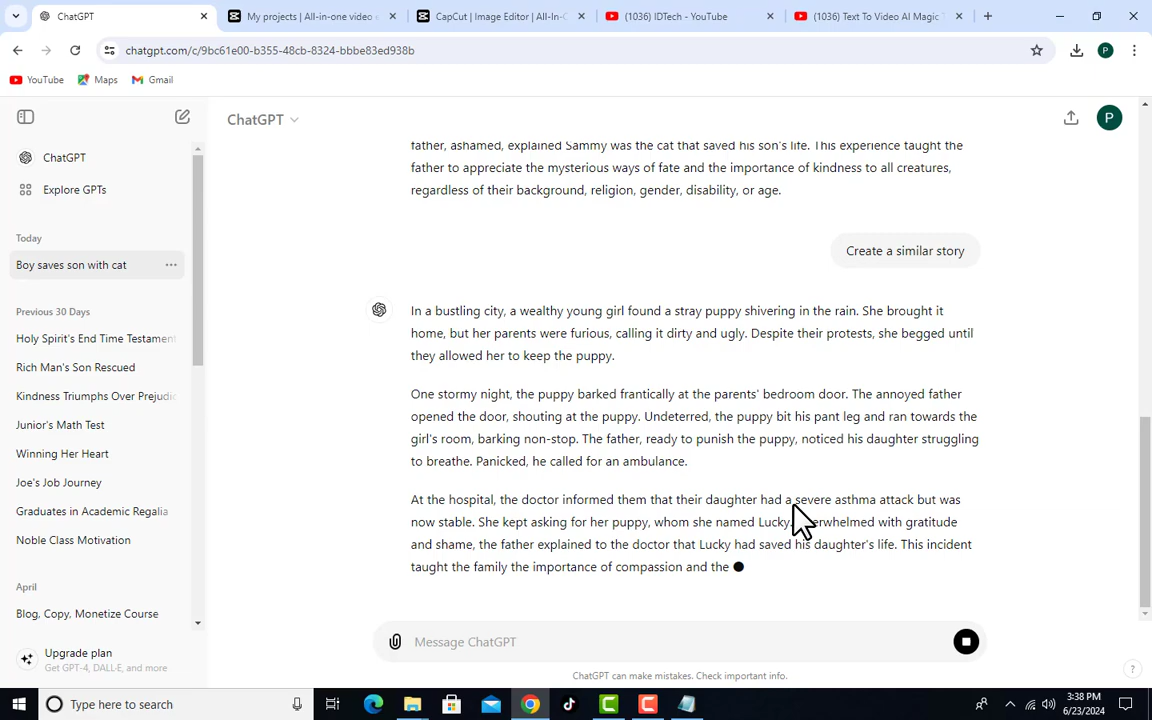 ChatGPT
My projects | All-in-one video e
CapCut | Image Editor | All-In-C
(1036) IDTech - YouTube
(1036) Text To Video AI Magic T
chatgpt.com/c/9bc61e00-b355-48cb-8324-bbbe83ed938b
P
YouTube
Maps
Gmail
ChatGPT
P
ChatGPT
Explore GPTs
Today
Boy saves son with cat
Previous 30 Days
Holy Spirit's End Time Testament
Rich Man's Son Rescued
Kindness Triumphs Over Prejudic
Junior's Math Test
Winning Her Heart
Joe's Job Journey
Graduates in Academic Regalia
Noble Class Motivation
April
Blog, Copy, Monetize Course
Upgrade plan
Get GPT-4, DALL·E, and more
father, ashamed, explained Sammy was the cat that saved his son's life. This experience taught the
father to appreciate the mysterious ways of fate and the importance of kindness to all creatures,
regardless of their background, religion, gender, disability, or age.
Create a similar story
In a bustling city, a wealthy young girl found a stray puppy shivering in the rain. She brought it
home, but her parents were furious, calling it dirty and ugly. Despite their protests, she begged until
they allowed her to keep the puppy.
One stormy night, the puppy barked frantically at the parents' bedroom door. The annoyed father
opened the door, shouting at the puppy. Undeterred, the puppy bit his pant leg and ran towards the
girl's room, barking non-stop. The father, ready to punish the puppy, noticed his daughter struggling
to breathe. Panicked, he called for an ambulance.
At the hospital, the doctor informed them that their daughter had a severe asthma attack but was
now stable. She kept asking for her puppy, whom she named Lucky. Overwhelmed with gratitude
and shame, the father explained to the doctor that Lucky had saved his daughter's life. This incident
taught the family the importance of compassion and the
Message ChatGPT
ChatGPT can make mistakes. Check important info.
?
Type here to search
3:38 PM
6/23/2024